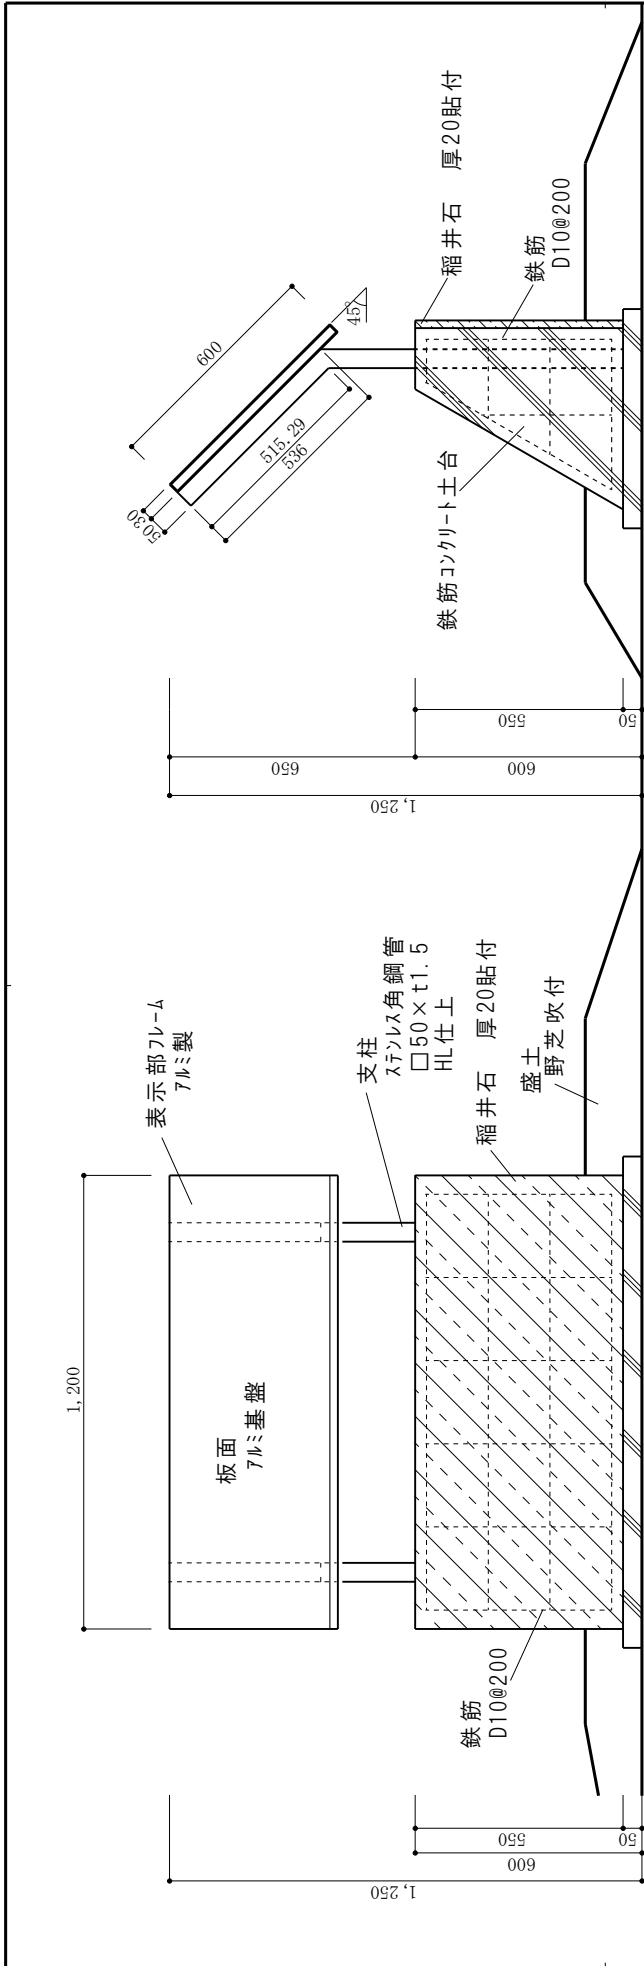 1,200
表示部フレーム
アルミ製
板面
アルミ基盤
支柱
ステンレス角鋼管
□50×t1.5
HL仕上
稲井石　厚20貼付
盛土
野芝吹付
鉄筋
D10@200
1,250
600
550
50
600
45°
515.29
536
50
30
稲井石　厚20貼付
鉄筋
D10@200
鉄筋コンクリート土台
1,250
650
600
550
50